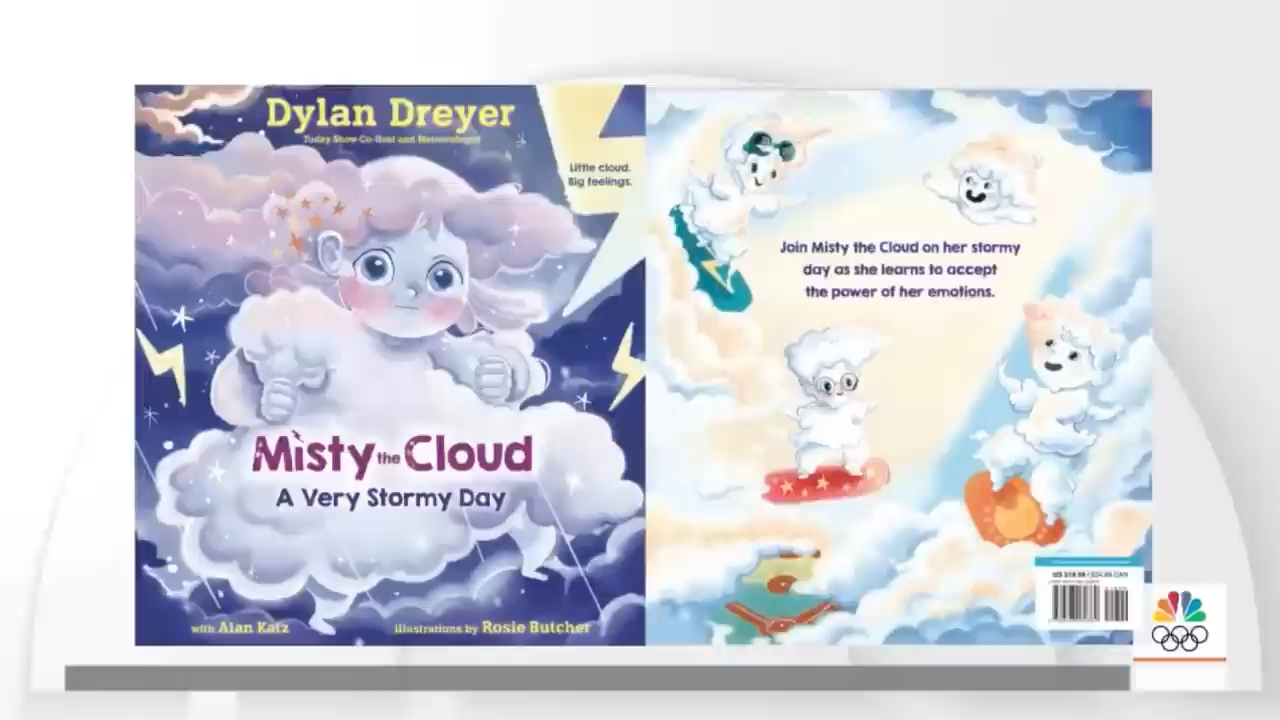 Dylan Dreyer
Today Show Co-Host and Meteorologist
Little cloud.
Big feelings.
Misty the Cloud
A Very Stormy Day
with Alan Katz
illustrations by Rosie Butcher
Join Misty the Cloud on her stormy
day as she learns to accept
the power of her emotions.